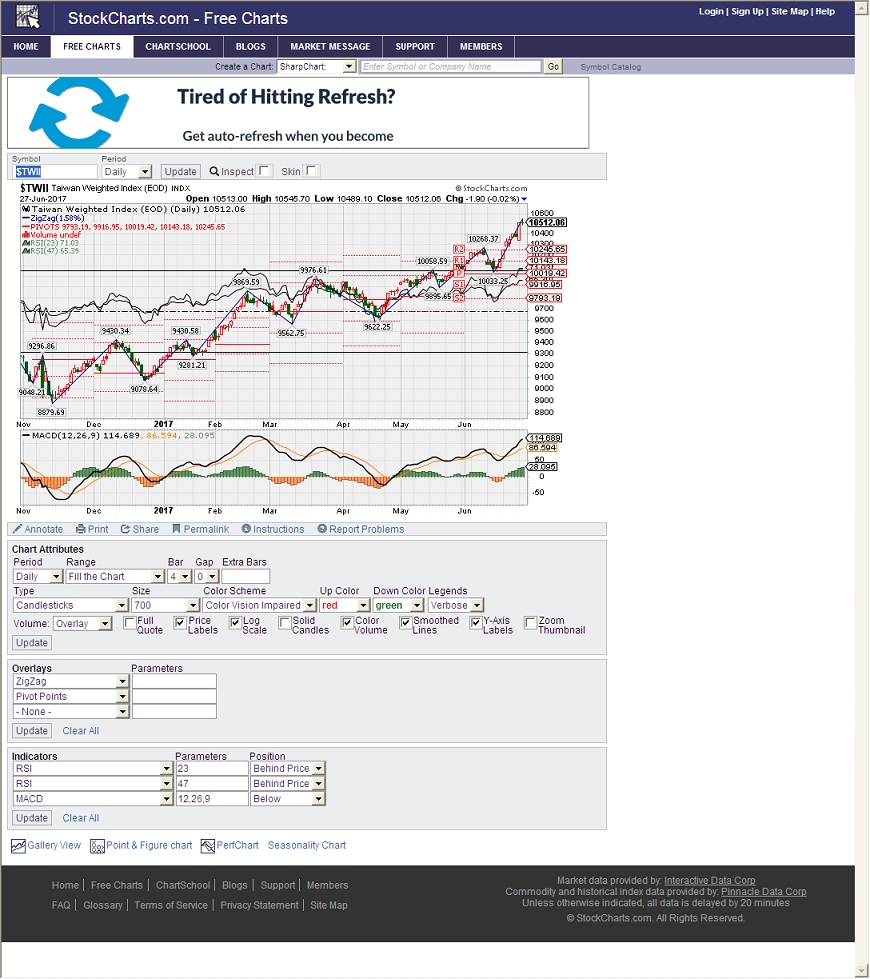 StockCharts.com - Free Charts
Login | Sign Up | Site Map | Help
HOME FREE CHARTS CHARTSCHOOL BLOGS MARKET MESSAGE SUPPORT MEMBERS
Create a Chart: SharpChart: Enter Symbol or Company Name Go Symbol Catalog
Tired of Hitting Refresh?
Get auto-refresh when you become
Symbol Period
$TWII Daily Update Inspect Skin
$TWII Taiwan Weighted Index (EOD) INDX © StockCharts.com
27-Jun-2017 Open 10513.00 High 10545.70 Low 10489.10 Close 10512.06 Chg -1.90 (-0.02%)
Taiwan Weighted Index (EOD) (Daily) 10512.06
ZigZag(1.58%)
PIVOTS 9793.19, 9916.95, 10019.42, 10143.18, 10245.65
Volume undef
RSI(23) 71.03
RSI(47) 65.39
10600
10512.06
10400
10300
10268.37
R2 10245.65
10058.59 R1 10143.18
9976.61 P 10019.42
9869.59 10033.25
S1 9916.95
9895.65 S2 9793.19
9700
9622.25 9600
9562.75 9500
9430.34 9430.58 9400
9296.86 9300
9281.21 9200
9048.21 9078.64 9100
9000
8900
8879.69 8800
Nov Dec 2017 Feb Mar Apr May Jun
MACD(12,26,9) 114.689, 86.594, 28.095
114.689
86.594
50
28.095
0
-50
Nov Dec 2017 Feb Mar Apr May Jun
Annotate Print Share Permalink Instructions Report Problems
Chart Attributes
Period Range Bar Gap Extra Bars
Daily Fill the Chart 4 0
Type Size Color Scheme Up Color Down Color Legends
Candlesticks 700 Color Vision Impaired red green Verbose
Volume: Overlay Full Quote Price Labels Log Scale Solid Candles Color Volume Smoothed Lines Y-Axis Labels Zoom Thumbnail
Update
Overlays Parameters
ZigZag
Pivot Points
- None -
Update Clear All
Indicators Parameters Position
RSI 23 Behind Price
RSI 47 Behind Price
MACD 12,26,9 Below
Update Clear All
Gallery View Point & Figure chart PerfChart Seasonality Chart
Home | Free Charts | ChartSchool | Blogs | Support | Members
FAQ | Glossary | Terms of Service | Privacy Statement | Site Map
Market data provided by: Interactive Data Corp
Commodity and historical index data provided by: Pinnacle Data Corp
Unless otherwise indicated, all data is delayed by 20 minutes
© StockCharts.com. All Rights Reserved.